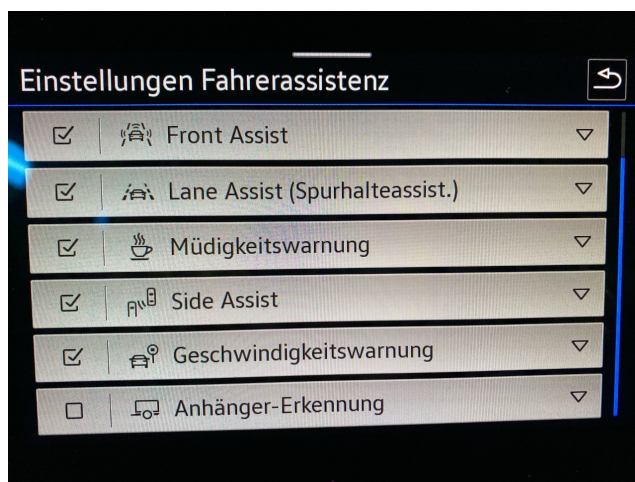 Einstellungen Fahrerassistenz
Front Assist
Lane Assist (Spurhalteassist.)
Müdigkeitswarnung
Side Assist
Geschwindigkeitswarnung
Anhänger-Erkennung